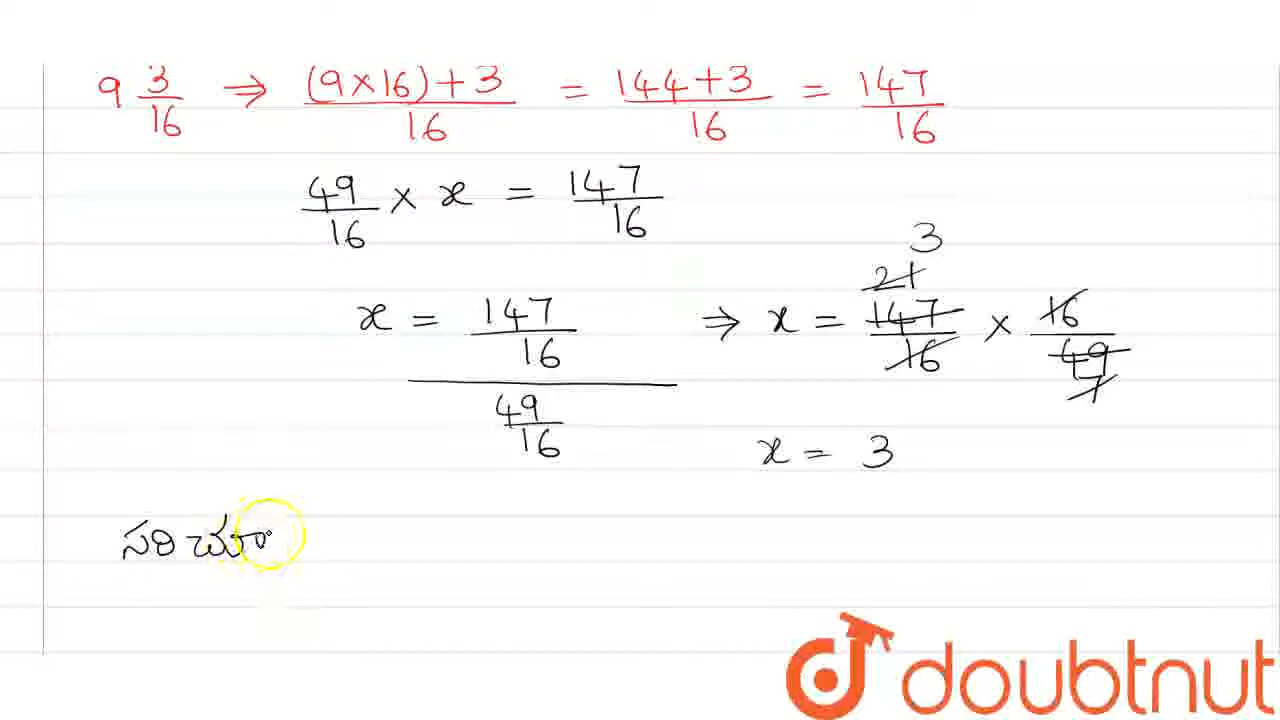 9 3/16 ⇒ (9×16)+3/16 = 144+3/16 = 147/16
49/16 × x = 147/16
x = 147/16 / 49/16 ⇒ x = 3 21 147/16 × 16/49 7
x = 3
సరిచూ
doubtnut